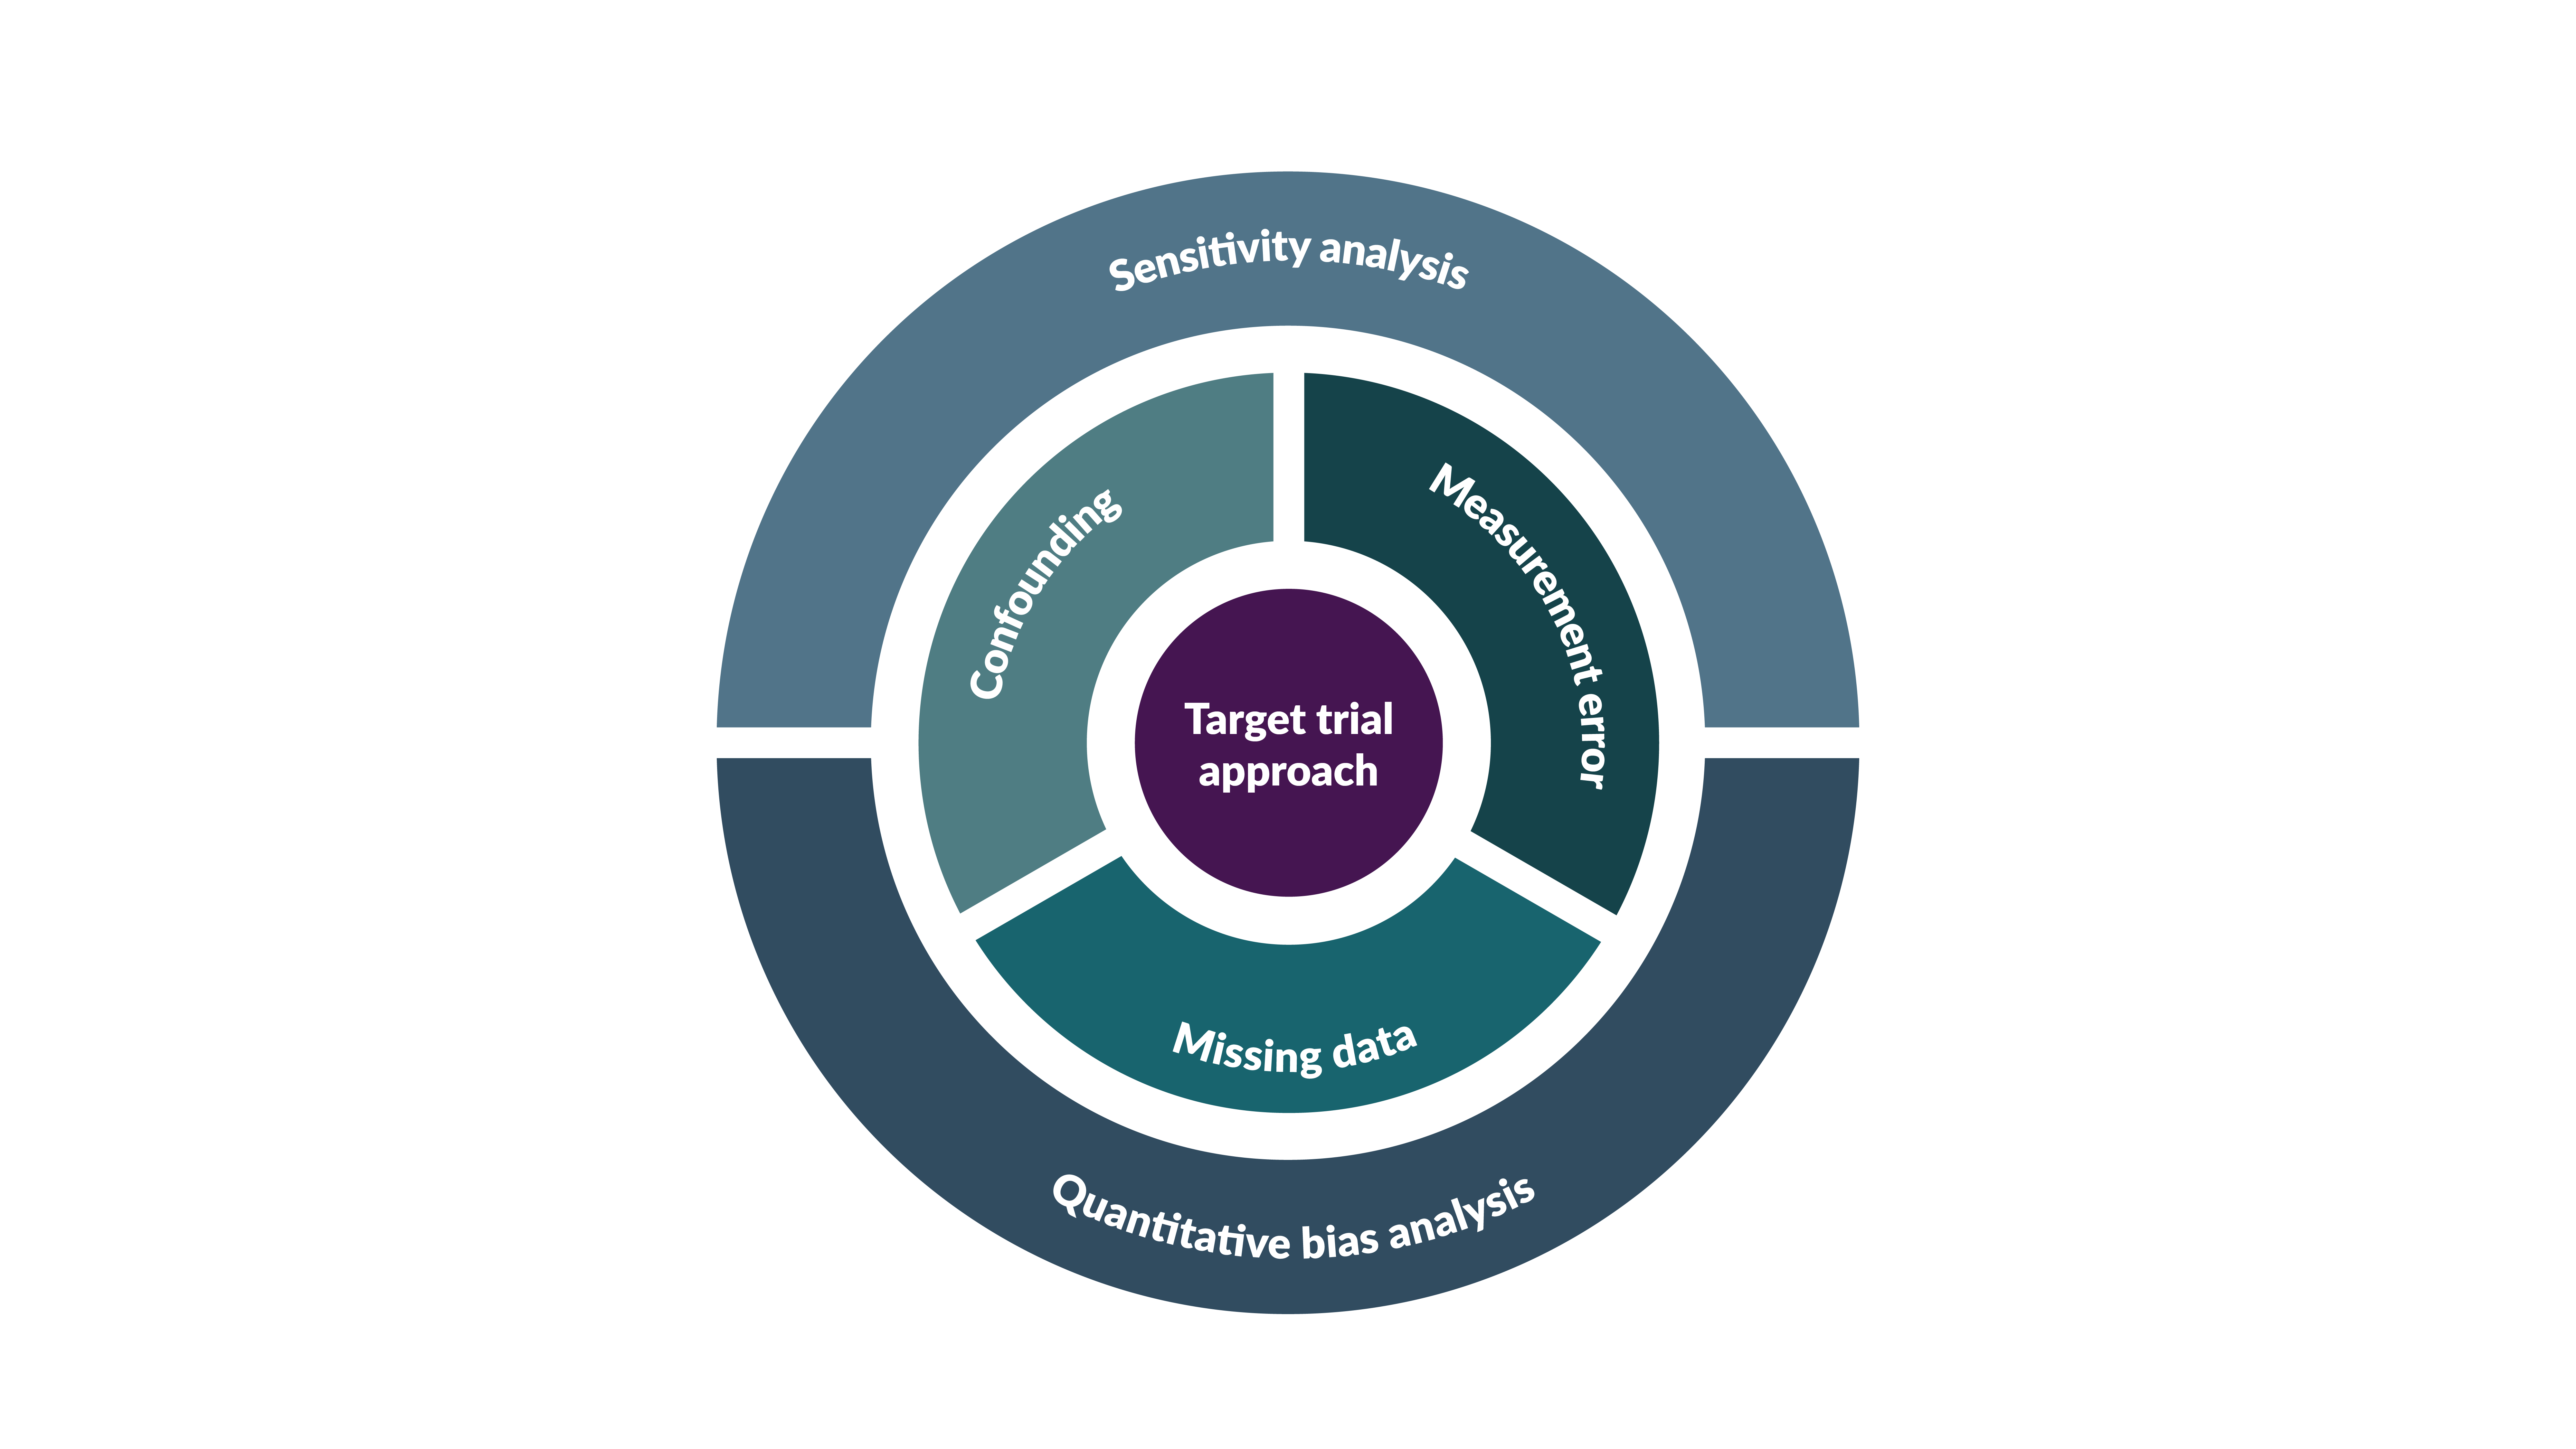 Sensitivity analysis
Confounding
Measurement error
Target trial
approach
Missing data
Quantitative bias analysis